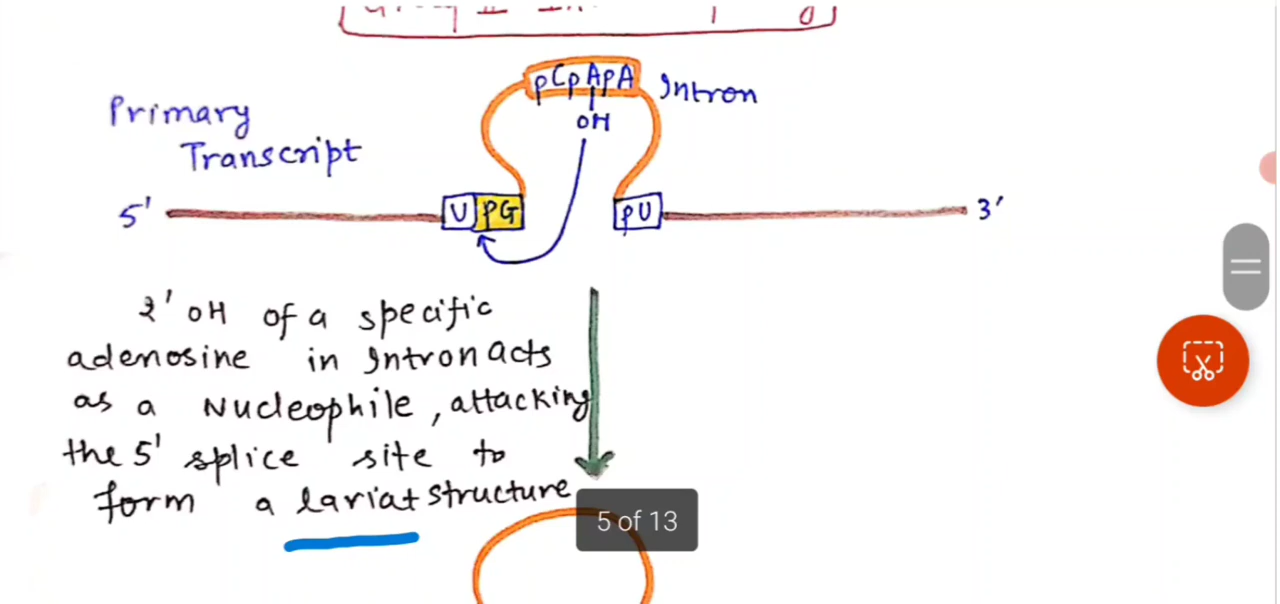 pCpApA
Intron
OH
Primary
Transcript
5'
U
PG
pU
3'
2' OH of a specific
adenosine in Intron acts
as a Nucleophile, attacking
the 5' splice site to
form a lariat structure
5 of 13